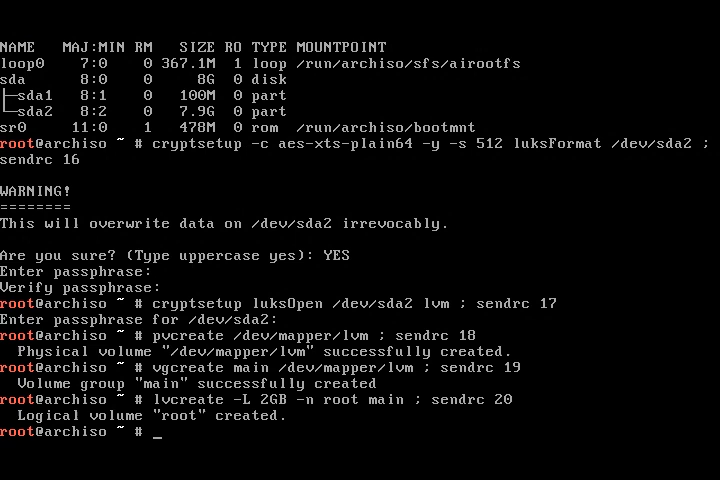 NAME   MAJ:MIN RM   SIZE RO TYPE MOUNTPOINT
loop0    7:0    0 367.1M  1 loop /run/archiso/sfs/airootfs
sda      8:0    0     8G  0 disk
├─sda1   8:1    0   100M  0 part
└─sda2   8:2    0   7.9G  0 part
sr0     11:0    1   478M  0 rom  /run/archiso/bootmnt
root@archiso ~ # cryptsetup -c aes-xts-plain64 -y -s 512 luksFormat /dev/sda2 ;
sendrc 16
WARNING!
========
This will overwrite data on /dev/sda2 irrevocably.
Are you sure? (Type uppercase yes): YES
Enter passphrase:
Verify passphrase:
root@archiso ~ # cryptsetup luksOpen /dev/sda2 lvm ; sendrc 17
Enter passphrase for /dev/sda2:
root@archiso ~ # pvcreate /dev/mapper/lvm ; sendrc 18
  Physical volume "/dev/mapper/lvm" successfully created.
root@archiso ~ # vgcreate main /dev/mapper/lvm ; sendrc 19
  Volume group "main" successfully created
root@archiso ~ # lvcreate -L 2GB -n root main ; sendrc 20
  Logical volume "root" created.
root@archiso ~ # _